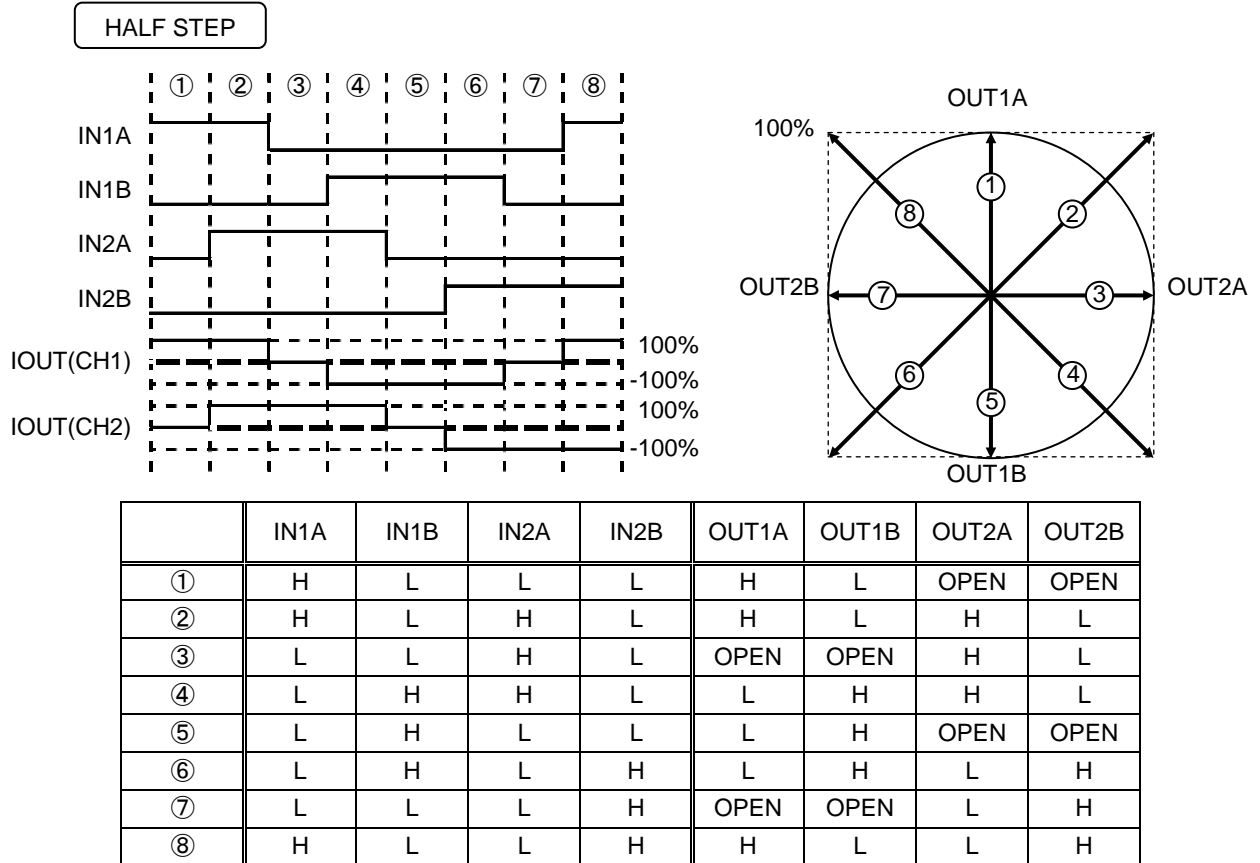 HALF STEP
① ② ③ ④ ⑤ ⑥ ⑦ ⑧
IN1A
IN1B
IN2A
IN2B
IOUT(CH1)
100%
-100%
IOUT(CH2)
100%
-100%
OUT1A
100%
①
⑧ ②
OUT2B ⑦ ③ OUT2A
⑥ ④
⑤
OUT1B
IN1A IN1B IN2A IN2B OUT1A OUT1B OUT2A OUT2B
① H L L L H L OPEN OPEN
② H L H L H L H L
③ L L H L OPEN OPEN H L
④ L H H L L H H L
⑤ L H L L L H OPEN OPEN
⑥ L H L H L H L H
⑦ L L L H OPEN OPEN L H
⑧ H L L H H L L H